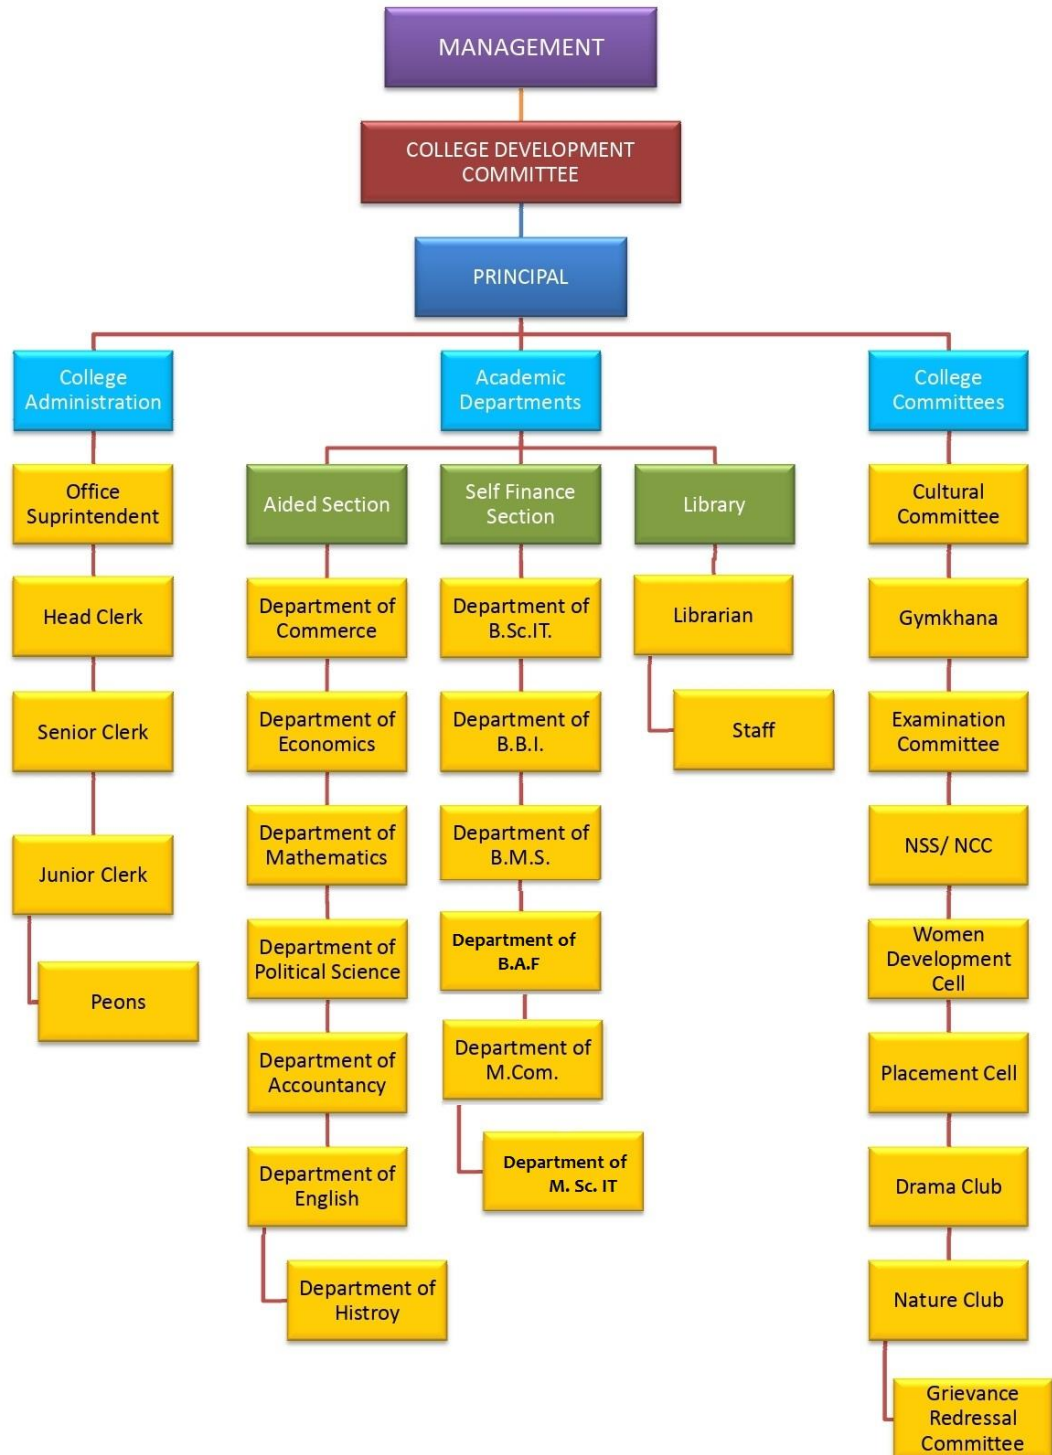 MANAGEMENT
COLLEGE DEVELOPMENT
COMMITTEE
PRINCIPAL
College
Administration
Office
Suprintendent
Head Clerk
Senior Clerk
Junior Clerk
Peons
Academic
Departments
Aided Section
Department of
Commerce
Department of
Economics
Department of
Mathematics
Department of
Political Science
Department of
Accountancy
Department of
English
Department of
Histroy
Self Finance
Section
Department of
B.Sc.IT.
Department of
B.B.I.
Department of
B.M.S.
Department of
B.A.F
Department of
M.Com.
Department of
M. Sc. IT
Library
Librarian
Staff
College
Committees
Cultural
Committee
Gymkhana
Examination
Committee
NSS/ NCC
Women
Development
Cell
Placement Cell
Drama Club
Nature Club
Grievance
Redressal
Committee